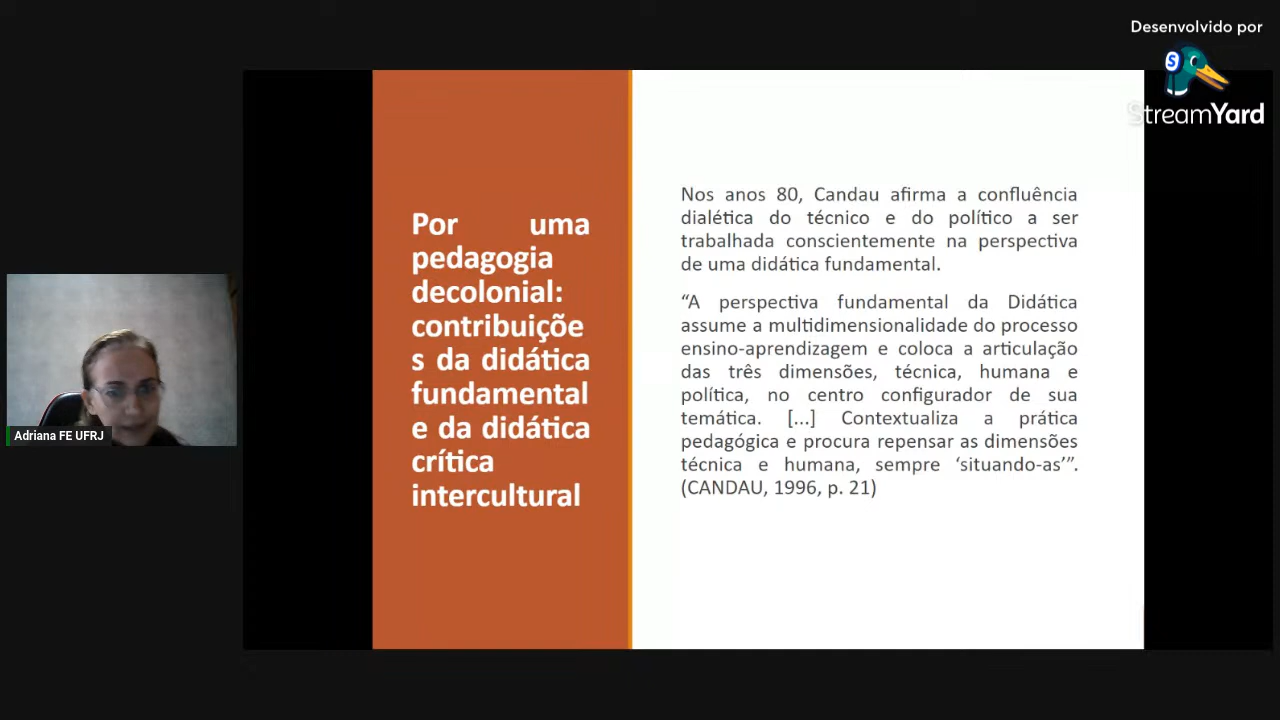 Desenvolvido por
S
StreamYard
Por uma
pedagogia
decolonial:
contribuiçõe
s da didática
fundamental
e da didática
crítica
intercultural
Nos anos 80, Candau afirma a confluência
dialética do técnico e do político a ser
trabalhada conscientemente na perspectiva
de uma didática fundamental.
“A perspectiva fundamental da Didática
assume a multidimensionalidade do processo
ensino-aprendizagem e coloca a articulação
das três dimensões, técnica, humana e
política, no centro configurador de sua
temática. [...] Contextualiza a prática
pedagógica e procura repensar as dimensões
técnica e humana, sempre ‘situando-as’”.
(CANDAU, 1996, p. 21)
Adriana FE UFRJ